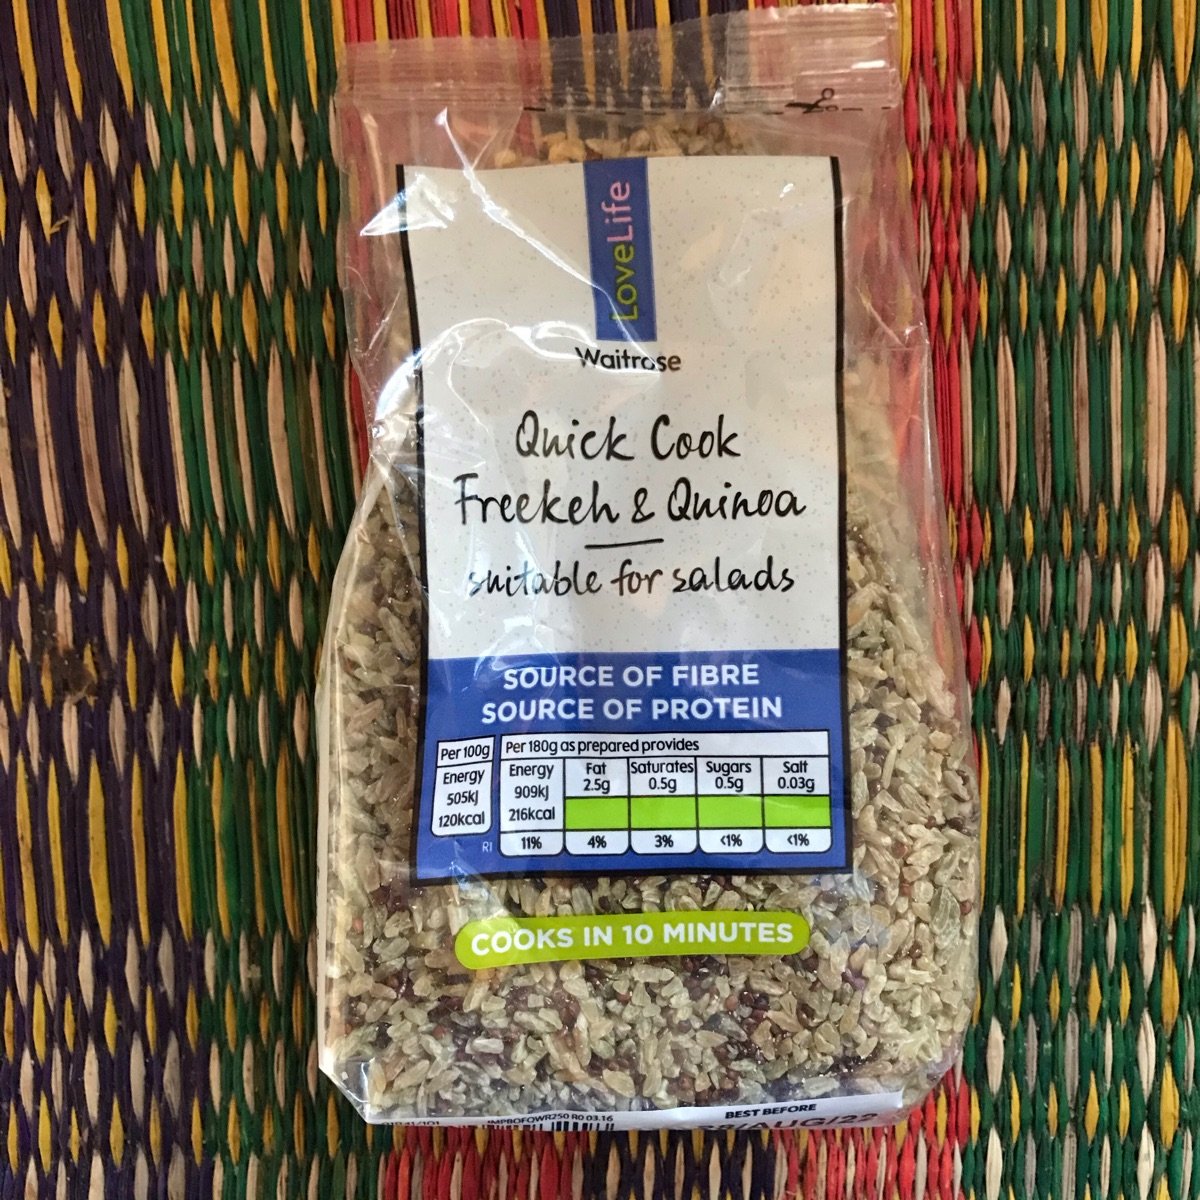 LoveLife
Waitrose
Quick Cook
Freekeh & Quinoa
suitable for salads
SOURCE OF FIBRE
SOURCE OF PROTEIN
Per 100g
Energy
505kJ
120kcal
RI
Per 180g as prepared provides
Energy
909kJ
216kcal
11%
Fat
2.5g
4%
Saturates
0.5g
3%
Sugars
0.5g
<1%
Salt
0.03g
<1%
COOKS IN 10 MINUTES
BEST BEFORE
/AUG/22